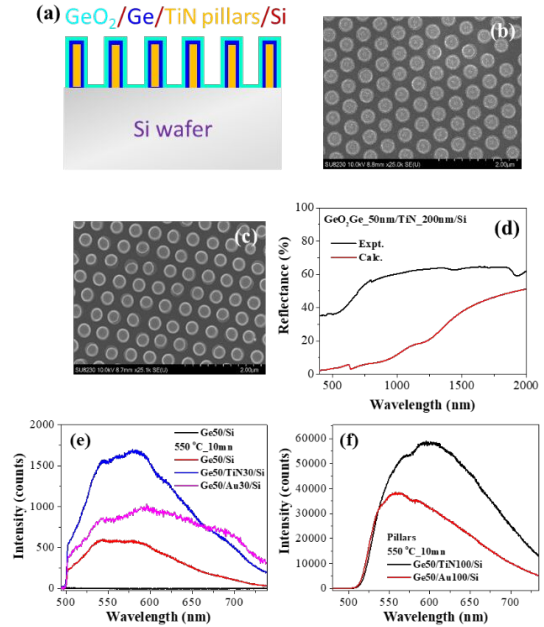 (a)
GeO2/Ge/TiN pillars/Si
Si wafer
(b)
SU8230 10.0kV 8.8mm x25.0k SE(U) 2.00µm
(c)
SU8230 10.0kV 8.7mm x25.1k SE(U) 2.00µm
GeO2Ge_50nm/TiN_200nm/Si
(d)
Expt.
Calc.
Reflectance (%)
100
80
60
40
20
0
500 1000 1500 2000
Wavelength (nm)
(e)
Ge50/Si
550 °C_10mn
Ge50/Si
Ge50/TiN30/Si
Ge50/Au30/Si
Intensity (counts)
2000
1500
1000
500
0
500 550 600 650 700
Wavelength (nm)
(f)
Pillars
550 °C_10mn
Ge50/TiN100/Si
Ge50/Au100/Si
Intensity (counts)
60000
50000
40000
30000
20000
10000
0
500 550 600 650 700
Wavelength (nm)